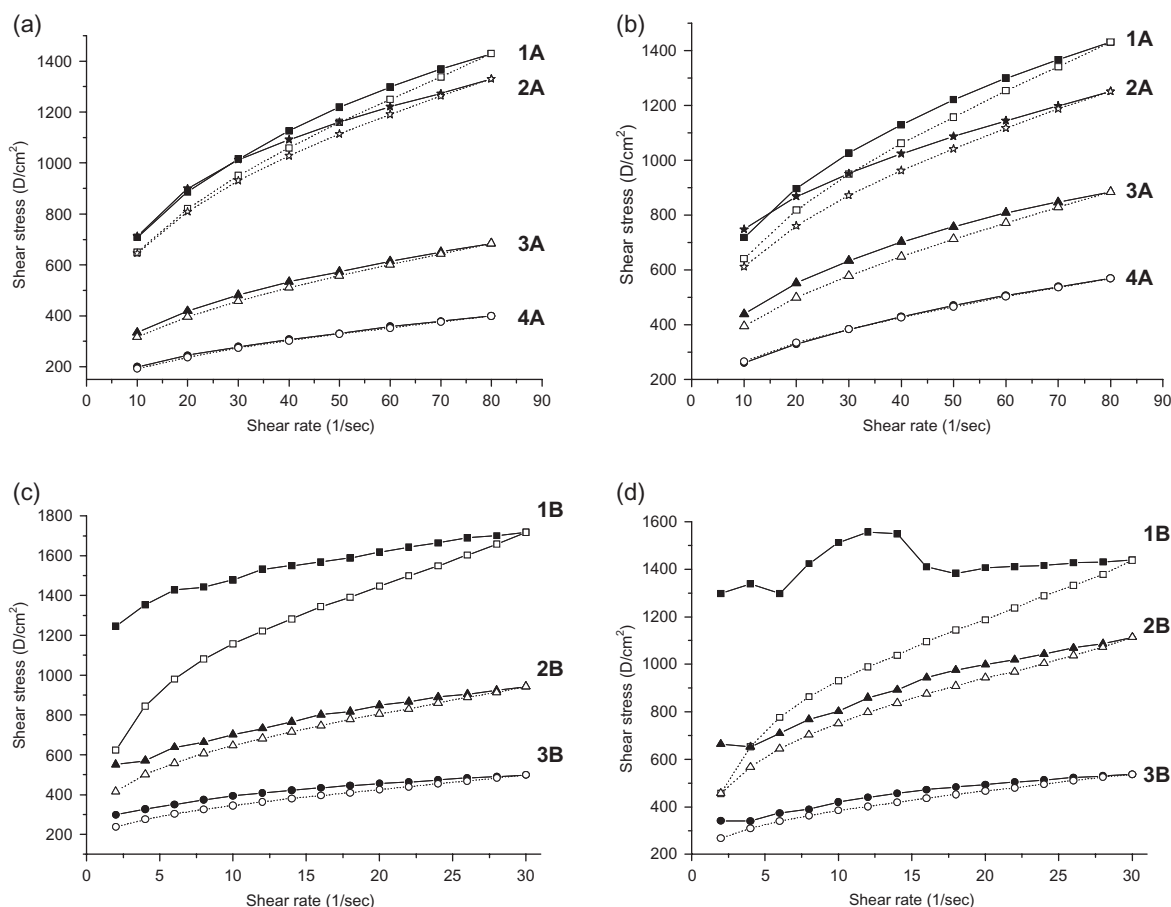 (a)
1400
1200
1000
800
600
400
200
0 10 20 30 40 50 60 70 80 90
Shear stress (D/cm²)
Shear rate (1/sec)
1A
2A
3A
4A
(b)
1400
1200
1000
800
600
400
200
0 10 20 30 40 50 60 70 80 90
Shear stress (D/cm²)
Shear rate (1/sec)
1A
2A
3A
4A
(c)
1800
1600
1400
1200
1000
800
600
400
200
0 5 10 15 20 25 30
Shear stress (D/cm²)
Shear rate (1/sec)
1B
2B
3B
(d)
1600
1400
1200
1000
800
600
400
200
0 5 10 15 20 25 30
Shear stress (D/cm²)
Shear rate (1/sec)
1B
2B
3B